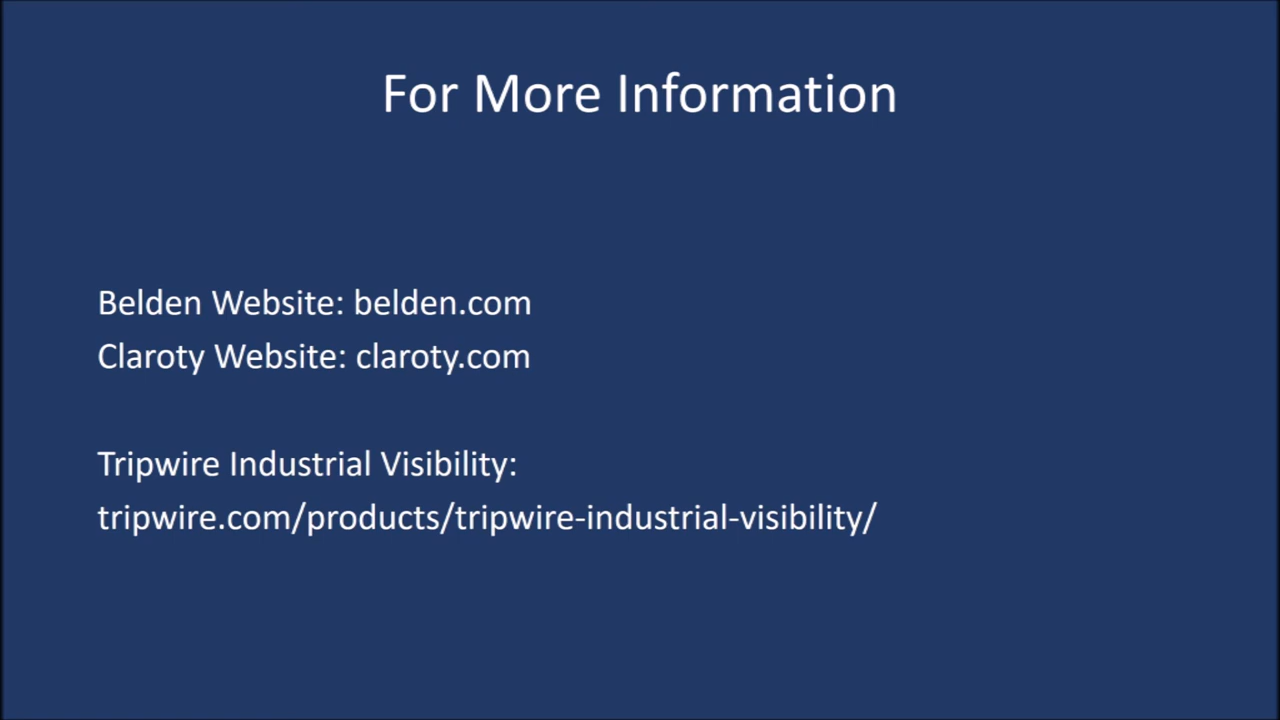 For More Information
Belden Website: belden.com
Claroty Website: claroty.com
Tripwire Industrial Visibility:
tripwire.com/products/tripwire-industrial-visibility/